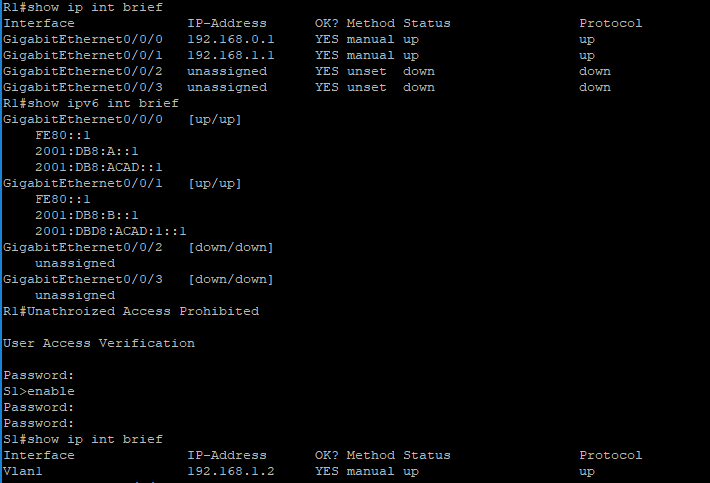 R1#show ip int brief
Interface IP-Address OK? Method Status Protocol
GigabitEthernet0/0/0 192.168.0.1 YES manual up up
GigabitEthernet0/0/1 192.168.1.1 YES manual up up
GigabitEthernet0/0/2 unassigned YES unset down down
GigabitEthernet0/0/3 unassigned YES unset down down
R1#show ipv6 int brief
GigabitEthernet0/0/0 [up/up]
FE80::1
2001:DB8:A::1
2001:DB8:ACAD::1
GigabitEthernet0/0/1 [up/up]
FE80::1
2001:DB8:B::1
2001:DBD8:ACAD:1::1
GigabitEthernet0/0/2 [down/down]
unassigned
GigabitEthernet0/0/3 [down/down]
unassigned
R1#Unathroized Access Prohibited
User Access Verification
Password:
S1>enable
Password:
Password:
S1#show ip int brief
Interface IP-Address OK? Method Status Protocol
Vlan1 192.168.1.2 YES manual up up